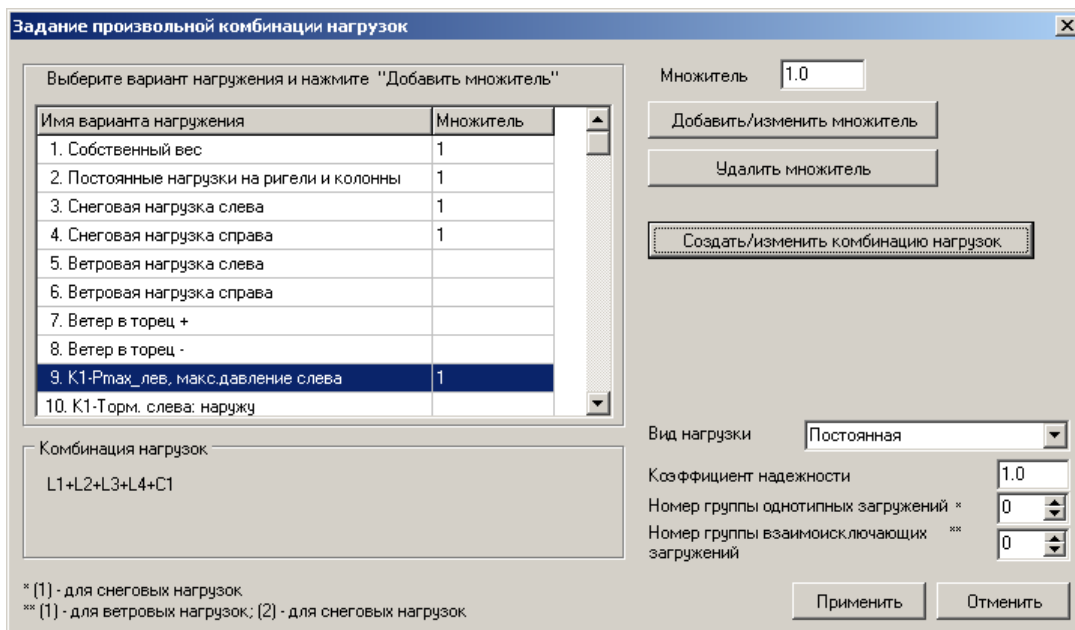 Задание произвольной комбинации нагрузок
Выберите вариант нагружения и нажмите "Добавить множитель"
Имя варианта нагружения Множитель
1. Собственный вес 1
2. Постоянные нагрузки на ригели и колонны 1
3. Снеговая нагрузка слева 1
4. Снеговая нагрузка справа 1
5. Ветровая нагрузка слева
6. Ветровая нагрузка справа
7. Ветер в торец +
8. Ветер в торец -
9. К1-Pmax_лев, макс.давление слева 1
10. К1-Торм. слева: наружу
Комбинация нагрузок
L1+L2+L3+L4+C1
* (1) - для снеговых нагрузок
** (1) - для ветровых нагрузок; (2) - для снеговых нагрузок
Множитель 1.0
Добавить/изменить множитель
Удалить множитель
Создать/изменить комбинацию нагрузок
Вид нагрузки Постоянная
Коэффициент надежности 1.0
Номер группы однотипных загружений * 0
Номер группы взаимоисключающих ** 0
загружений
Применить Отменить